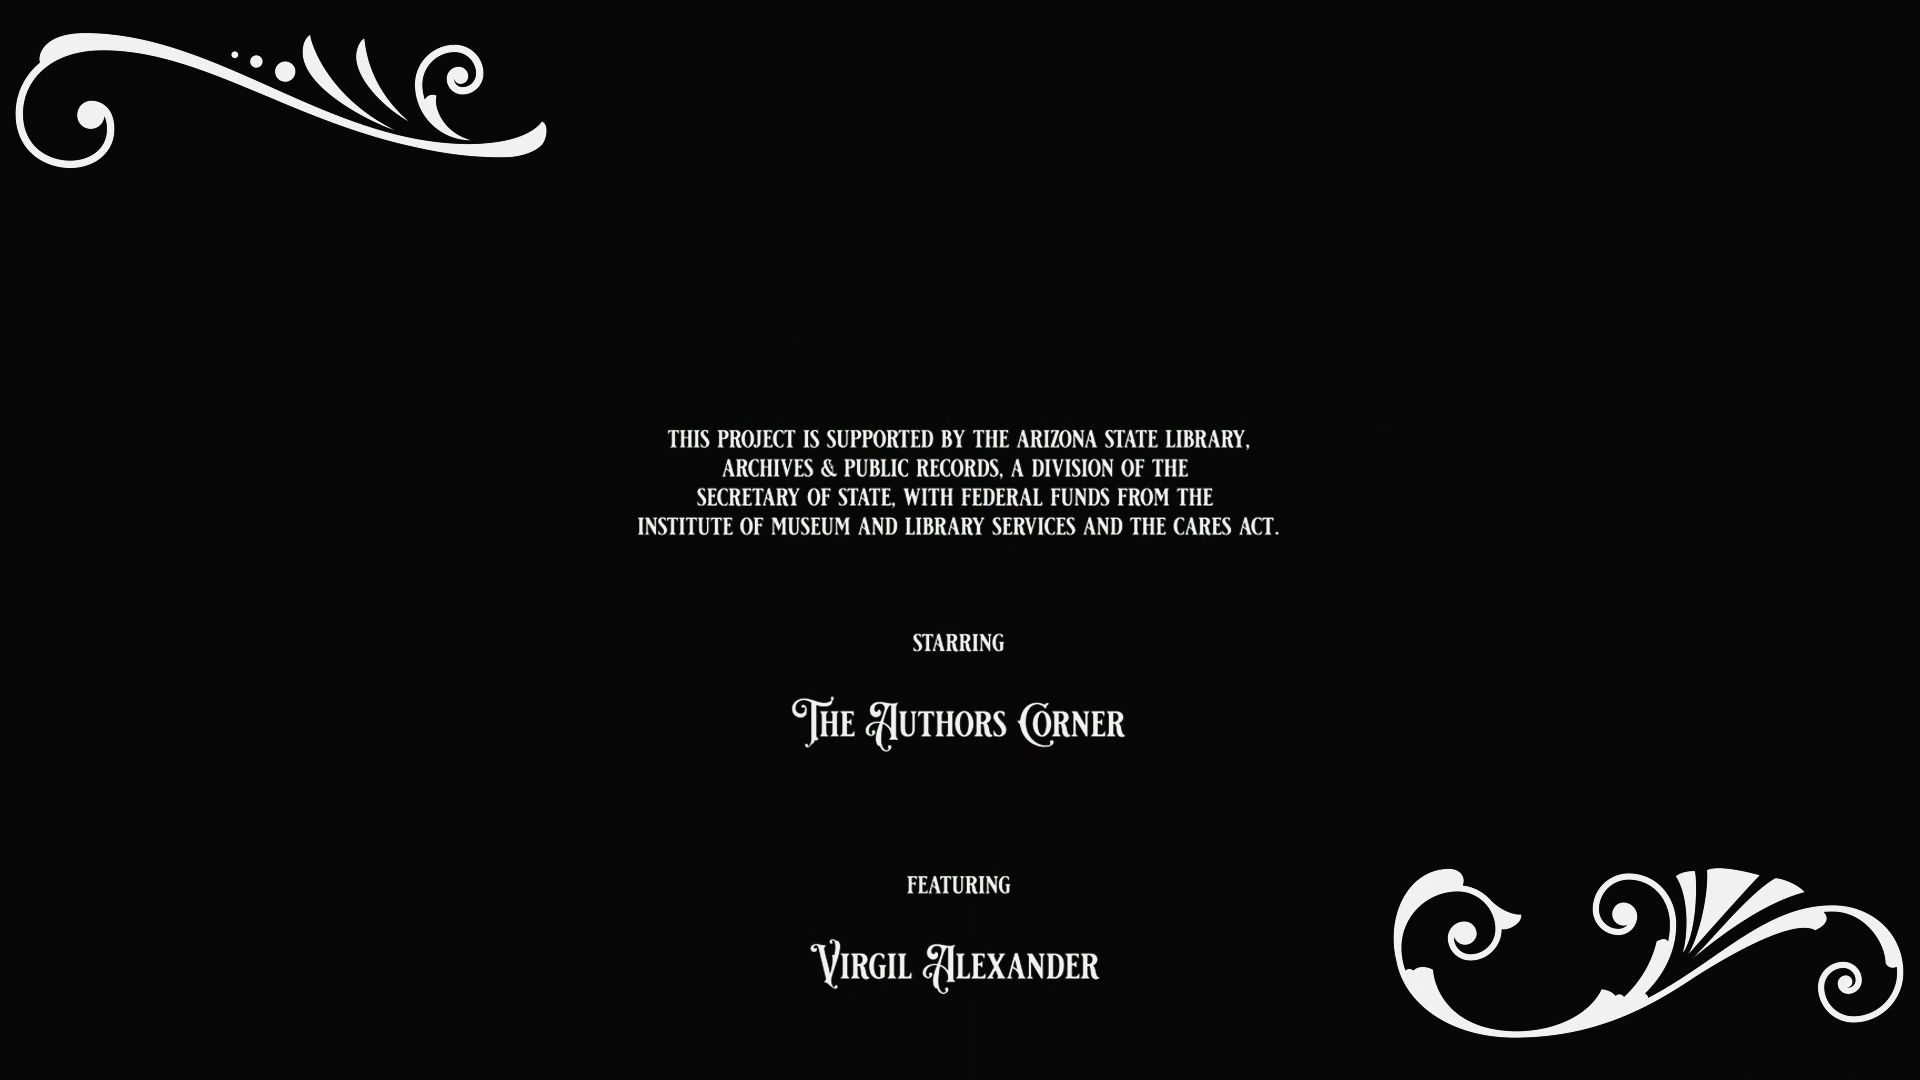 THIS PROJECT IS SUPPORTED BY THE ARIZONA STATE LIBRARY,
ARCHIVES & PUBLIC RECORDS, A DIVISION OF THE
SECRETARY OF STATE, WITH FEDERAL FUNDS FROM THE
INSTITUTE OF MUSEUM AND LIBRARY SERVICES AND THE CARES ACT.
STARRING
THE AUTHORS CORNER
FEATURING
VIRGIL ALEXANDER